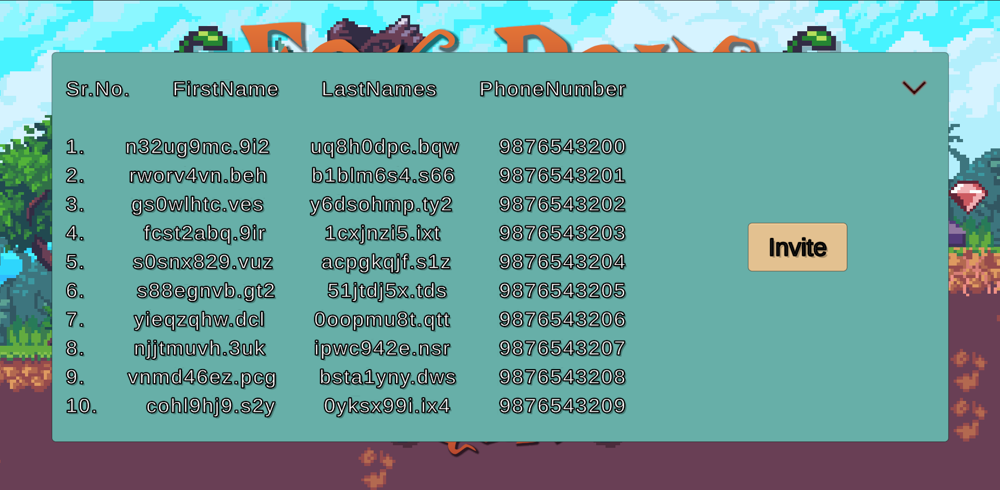 Sr.No. FirstName LastNames PhoneNumber
1. n32ug9mc.9i2 uq8h0dpc.bqw 9876543200
2. rworv4vn.beh b1blm6s4.s66 9876543201
3. gs0wlhtc.ves y6dsohmp.ty2 9876543202
4. fcst2abq.9ir 1cxjnzi5.ixt 9876543203
Invite
5. s0snx829.vuz acpgkqjf.s1z 9876543204
6. s88egnvb.gt2 51jtdj5x.tds 9876543205
7. yieqzqhw.dcl 0oopmu8t.qtt 9876543206
8. njjtmuvh.3uk ipwc942e.nsr 9876543207
9. vnmd46ez.pcg bsta1yny.dws 9876543208
10. cohl9hj9.s2y 0yksx99i.ix4 9876543209